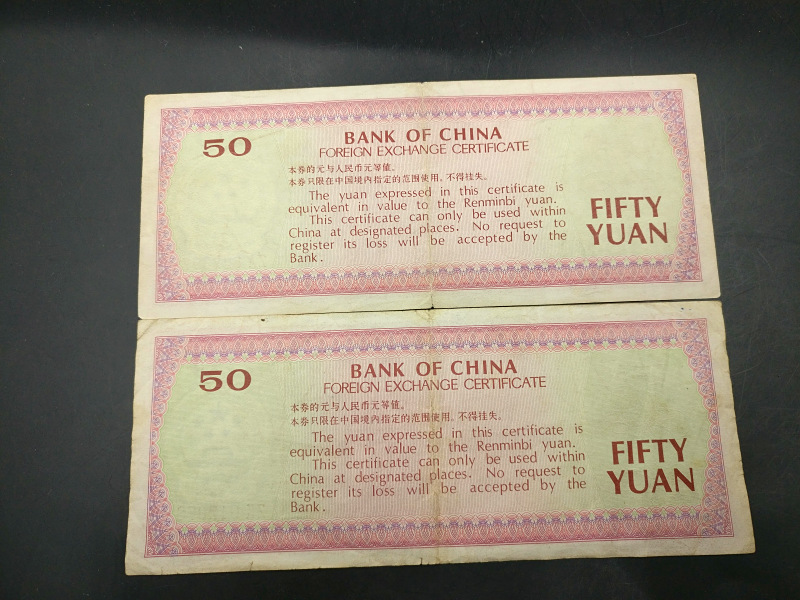 50
BANK OF CHINA
FOREIGN EXCHANGE CERTIFICATE
本券的元与人民币元等值。
本券只限在中国境内指定的范围使用、不得挂失。
The yuan expressed in this certificate is
equivalent in value to the Renminbi yuan.
This certificate can only be used within
China at designated places. No request to
register its loss will be accepted by the
Bank.
FIFTY
YUAN
50
BANK OF CHINA
FOREIGN EXCHANGE CERTIFICATE
本券的元与人民币元等值。
本券只限在中国境内指定的范围使用、不得挂失。
The yuan expressed in this certificate is
equivalent in value to the Renminbi yuan.
This certificate can only be used within
China at designated places. No request to
register its loss will be accepted by the
Bank.
FIFTY
YUAN